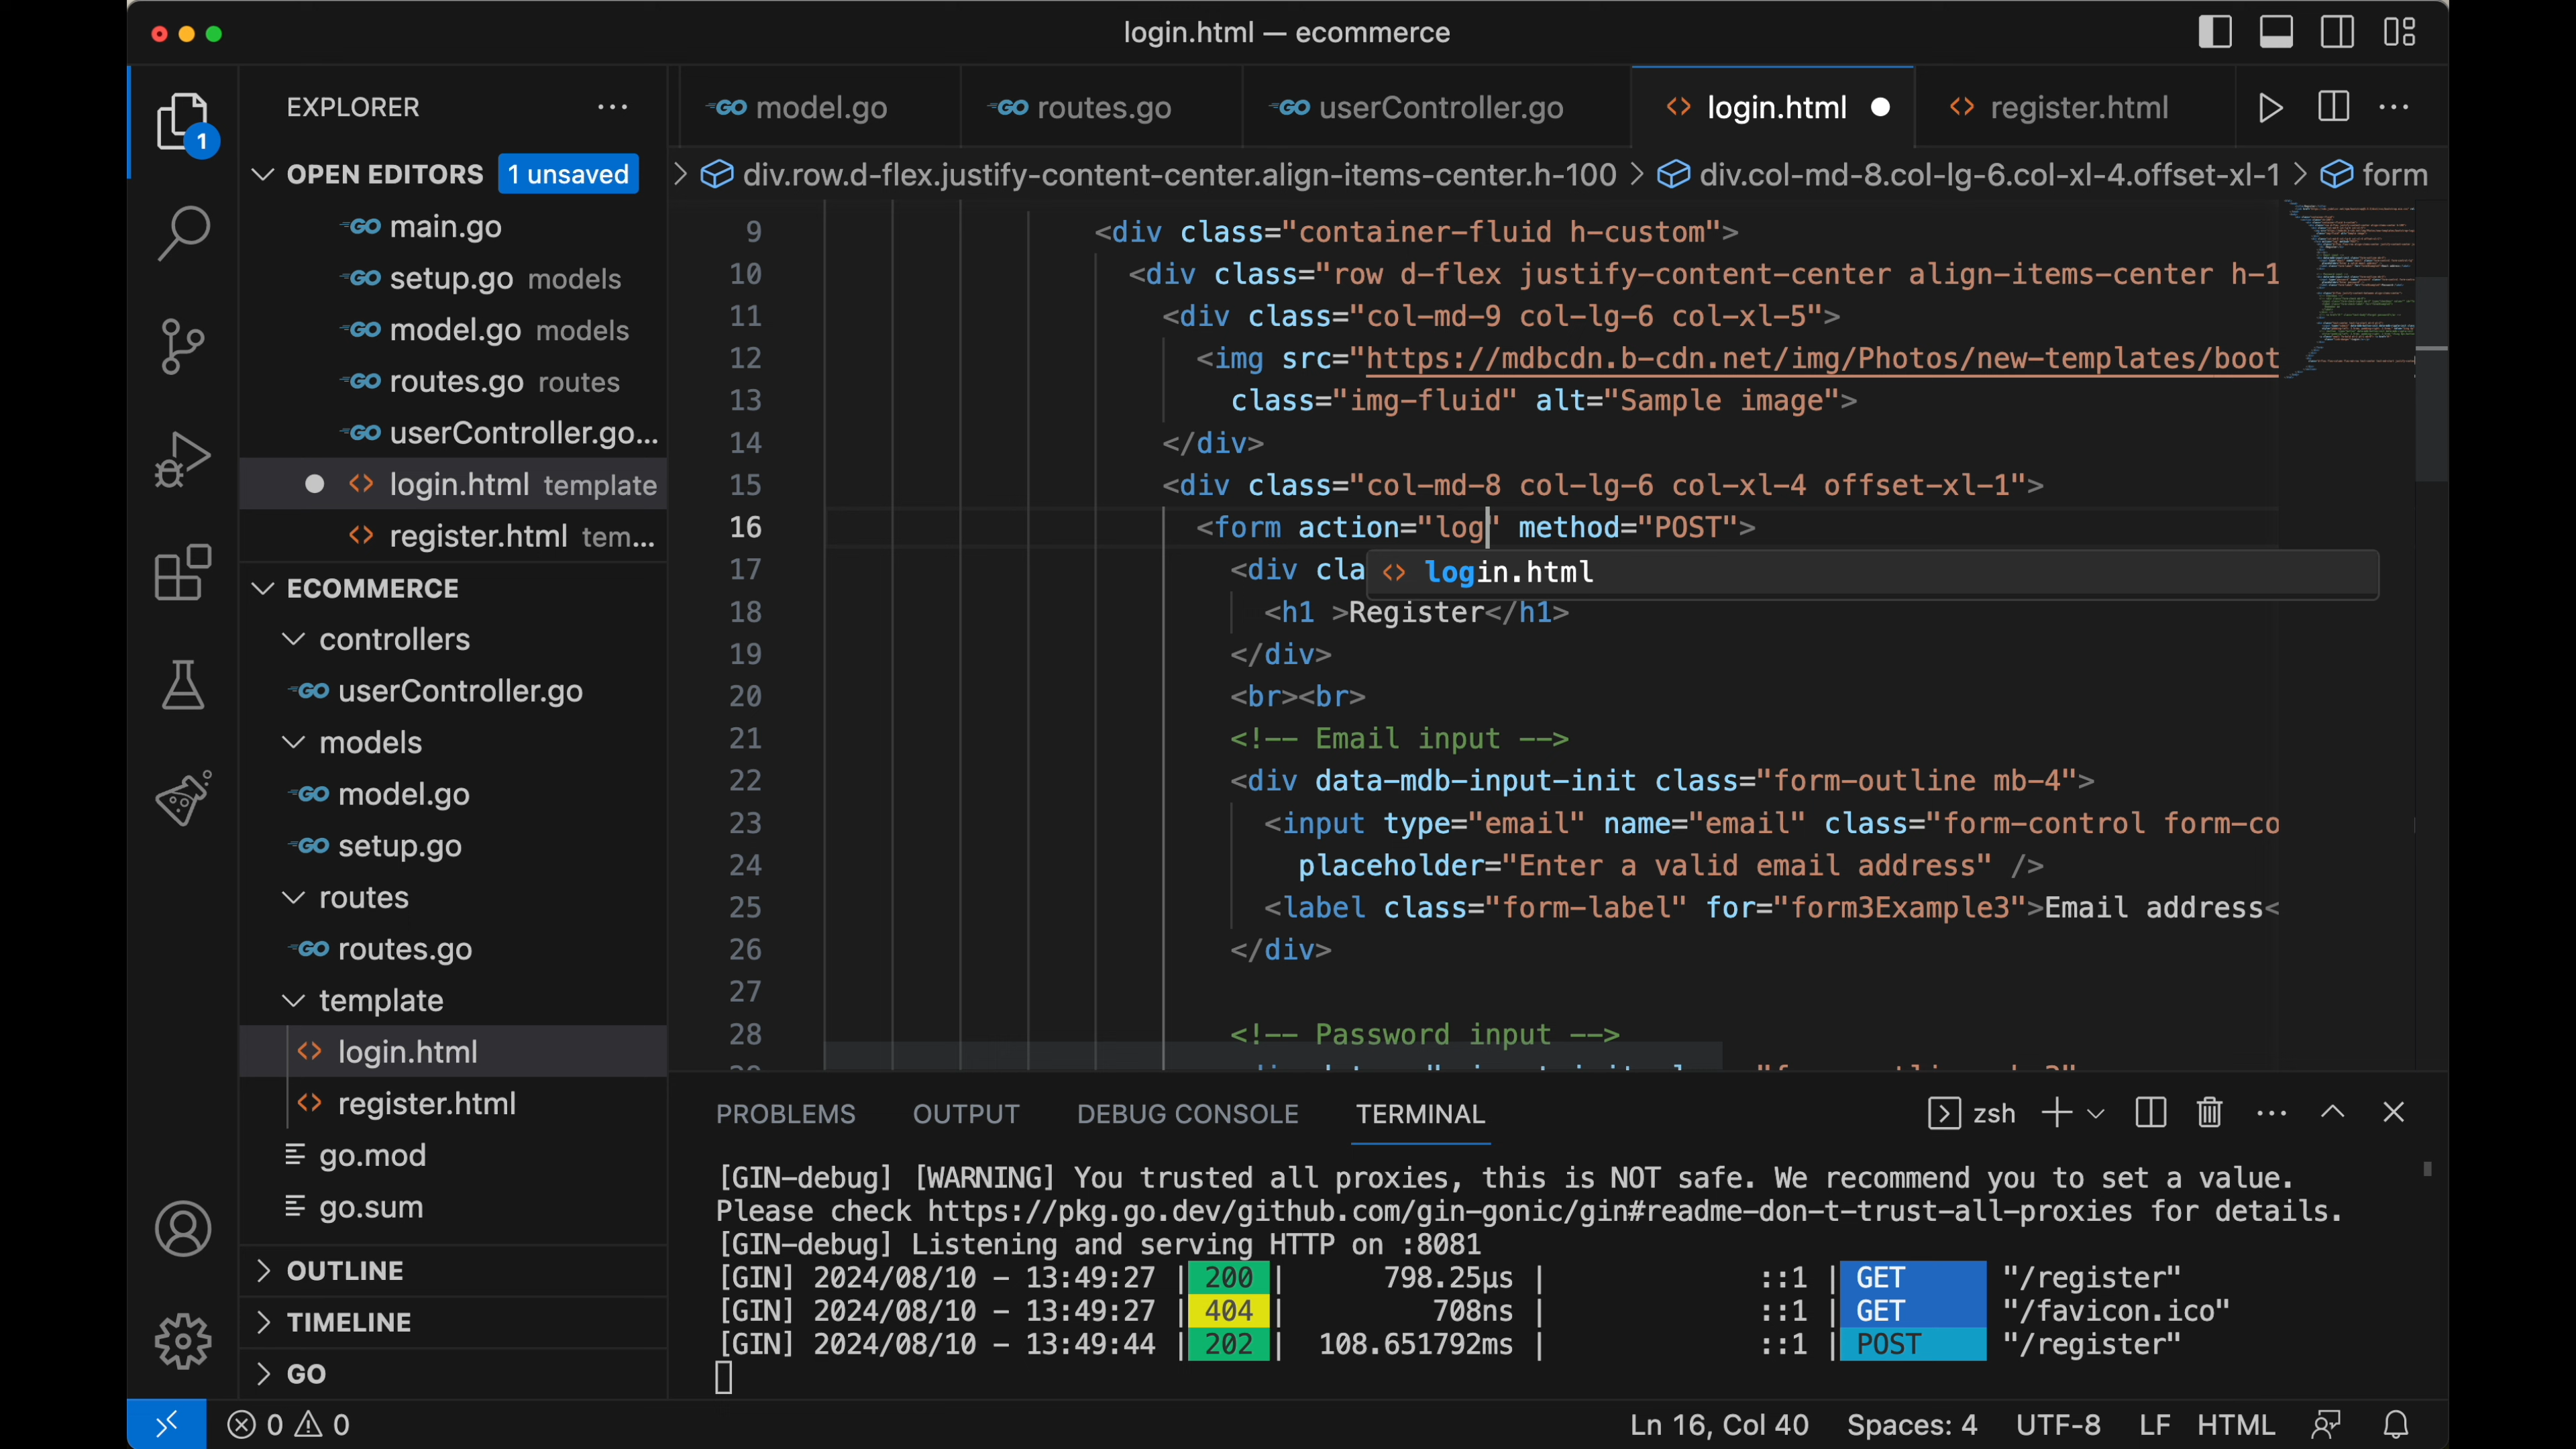 login.html — ecommerce
EXPLORER
1
OPEN EDITORS 1 unsaved
GO main.go
GO setup.go models
GO model.go models
GO routes.go routes
GO userController.go...
<> login.html template
<> register.html tem...
ECOMMERCE
controllers
GO userController.go
models
GO model.go
GO setup.go
routes
GO routes.go
template
<> login.html
<> register.html
go.mod
go.sum
OUTLINE
TIMELINE
GO
GO model.go GO routes.go GO userController.go <> login.html <> register.html
> div.row.d-flex.justify-content-center.align-items-center.h-100 > div.col-md-8.col-lg-6.col-xl-4.offset-xl-1 > form
9 <div class="container-fluid h-custom">
10 <div class="row d-flex justify-content-center align-items-center h-1
11 <div class="col-md-9 col-lg-6 col-xl-5">
12 <img src="https://mdbcdn.b-cdn.net/img/Photos/new-templates/boot
13 class="img-fluid" alt="Sample image">
14 </div>
15 <div class="col-md-8 col-lg-6 col-xl-4 offset-xl-1">
16 <form action="log" method="POST">
17 <div cla
<> login.html
18 <h1 >Register</h1>
19 </div>
20 <br><br>
21 <!-- Email input -->
22 <div data-mdb-input-init class="form-outline mb-4">
23 <input type="email" name="email" class="form-control form-co
24 placeholder="Enter a valid email address" />
25 <label class="form-label" for="form3Example3">Email address<
26 </div>
27
28 <!-- Password input -->
PROBLEMS OUTPUT DEBUG CONSOLE TERMINAL zsh
[GIN-debug] [WARNING] You trusted all proxies, this is NOT safe. We recommend you to set a value.
Please check https://pkg.go.dev/github.com/gin-gonic/gin#readme-don-t-trust-all-proxies for details.
[GIN-debug] Listening and serving HTTP on :8081
[GIN] 2024/08/10 - 13:49:27 | 200 | 798.25µs | ::1 | GET "/register"
[GIN] 2024/08/10 - 13:49:27 | 404 | 708ns | ::1 | GET "/favicon.ico"
[GIN] 2024/08/10 - 13:49:44 | 202 | 108.651792ms | ::1 | POST "/register"
0 0 Ln 16, Col 40 Spaces: 4 UTF-8 LF HTML